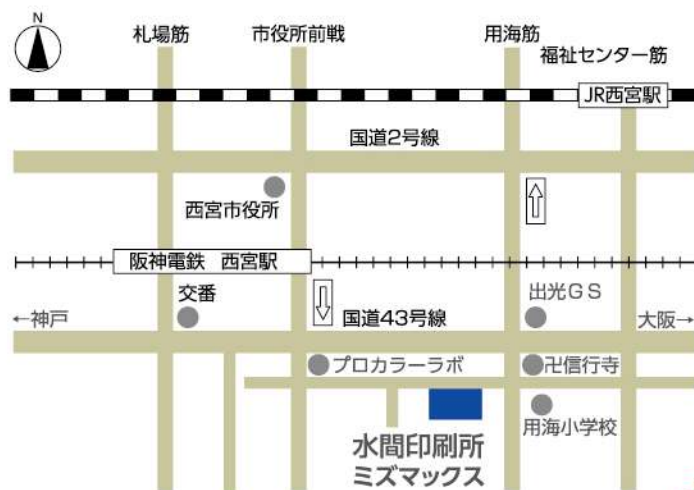 N
札場筋
市役所前戦
用海筋
福祉センター筋
JR西宮駅
国道2号線
西宮市役所
阪神電鉄 西宮駅
交番
出光GS
←神戸
国道43号線
大阪→
プロカラーラボ
卍信行寺
用海小学校
水間印刷所
ミズマックス